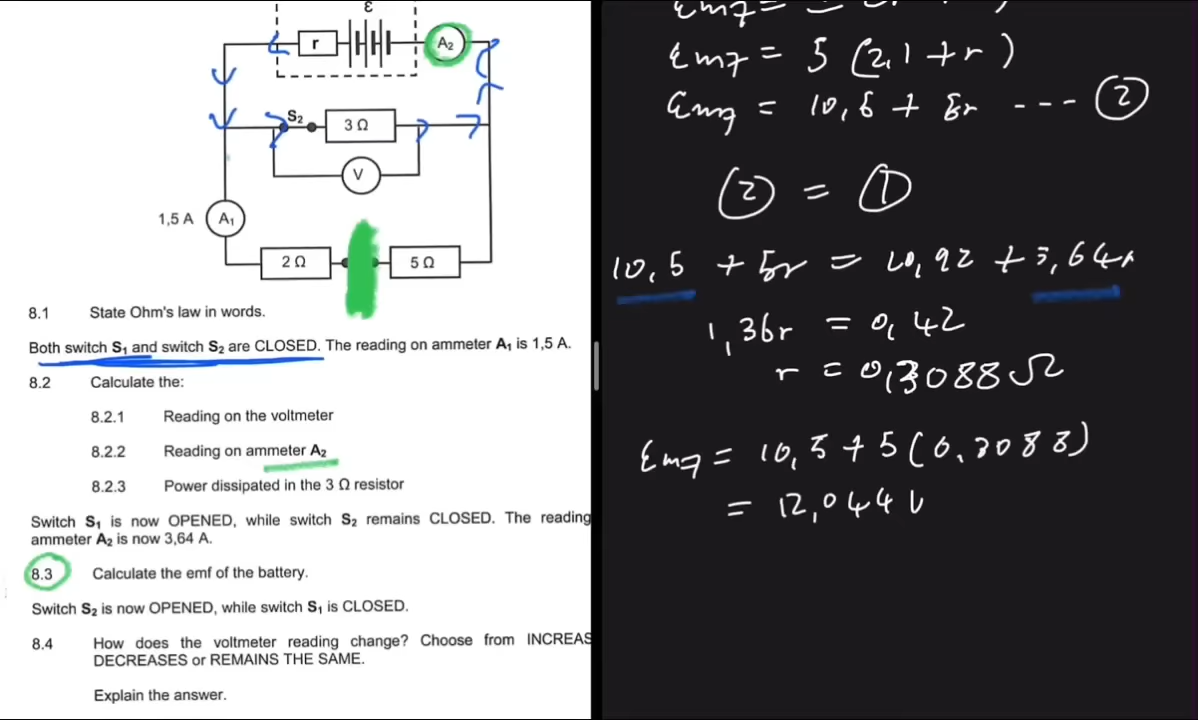 ε
r
A₂
S₂
3 Ω
V
1,5 A
A₁
2 Ω
5 Ω
8.1 State Ohm's law in words.
Both switch S₁ and switch S₂ are CLOSED. The reading on ammeter A₁ is 1,5 A.
8.2 Calculate the:
8.2.1 Reading on the voltmeter
8.2.2 Reading on ammeter A₂
8.2.3 Power dissipated in the 3 Ω resistor
Switch S₁ is now OPENED, while switch S₂ remains CLOSED. The reading
ammeter A₂ is now 3,64 A.
8.3 Calculate the emf of the battery.
Switch S₂ is now OPENED, while switch S₁ is CLOSED.
8.4 How does the voltmeter reading change? Choose from INCREAS
DECREASES or REMAINS THE SAME.
Explain the answer.
Emf =
Emf = 5 (2,1 + r)
Emf = 10,5 + 5r --- ②
② = ①
10,5 + 5r = 10,92 + 3,64r
1,36r = 0,42
r = 0,3088 Ω
Emf = 10,5 + 5(0,3088)
= 12,044 V